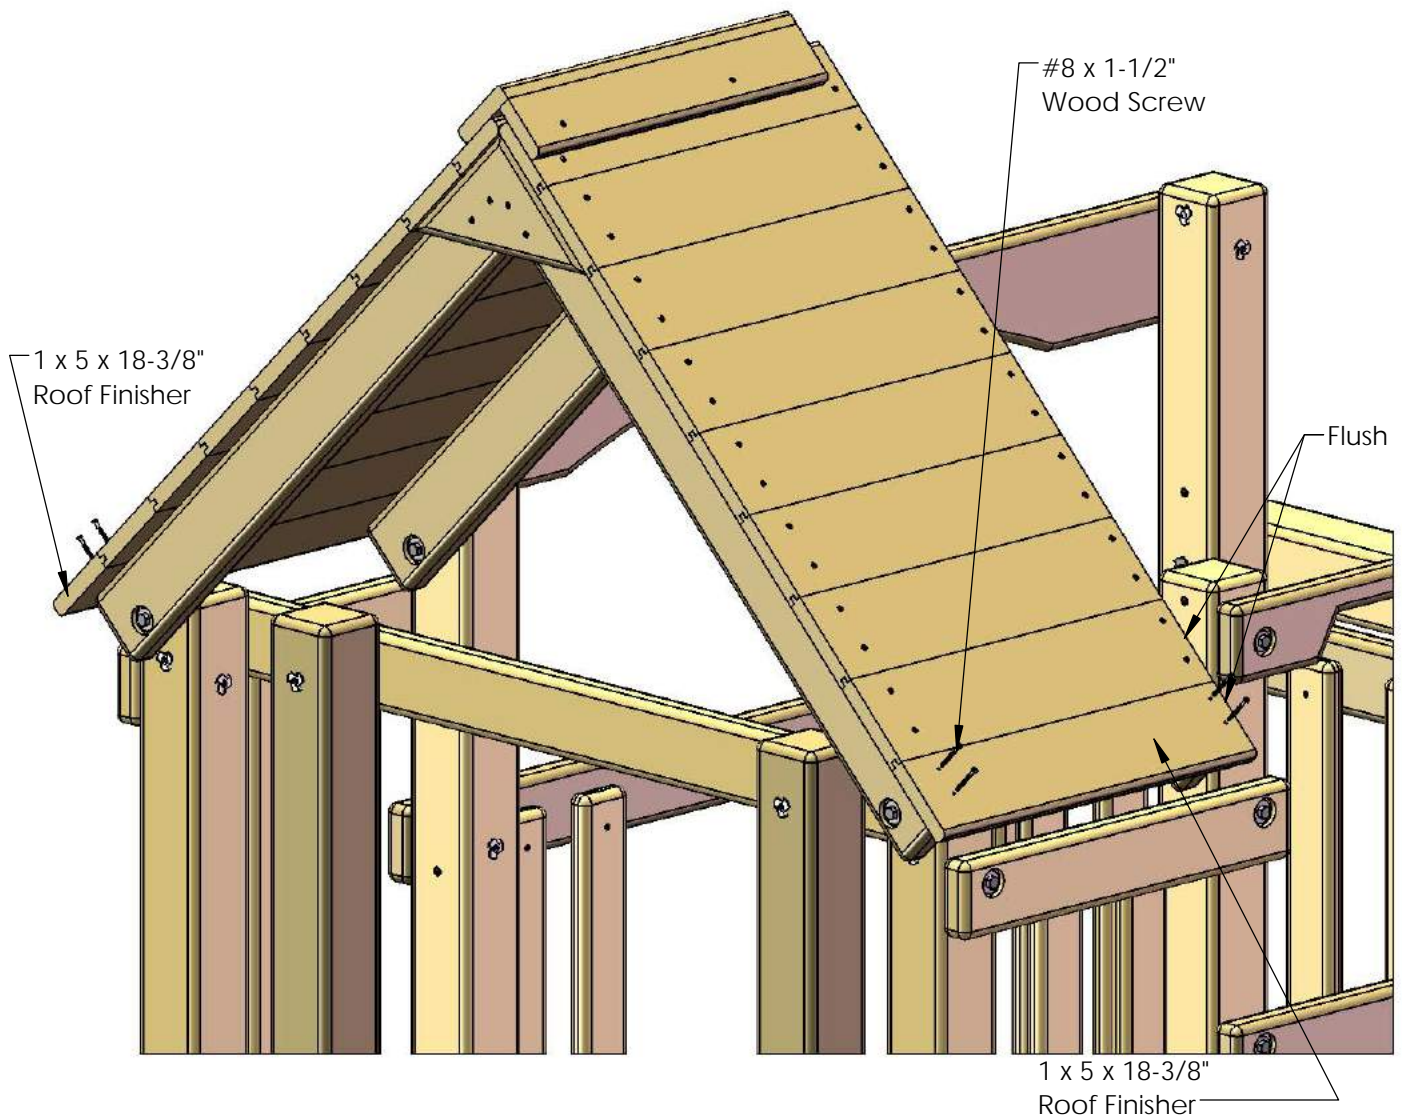 #8 x 1-1/2"
Wood Screw
1 x 5 x 18-3/8"
Roof Finisher
Flush
1 x 5 x 18-3/8"
Roof Finisher